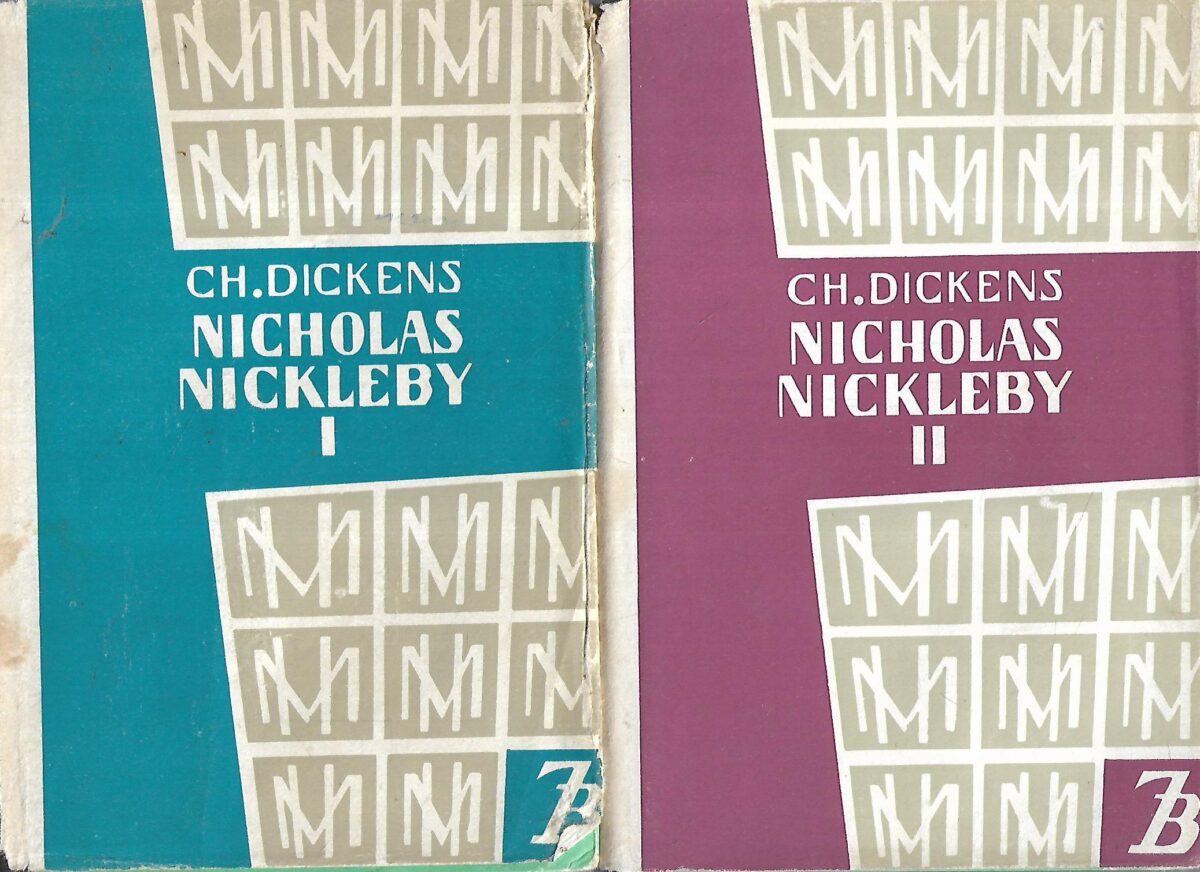 CH. DICKENS
NICHOLAS
NICKLEBY
I
CH. DICKENS
NICHOLAS
NICKLEBY
II